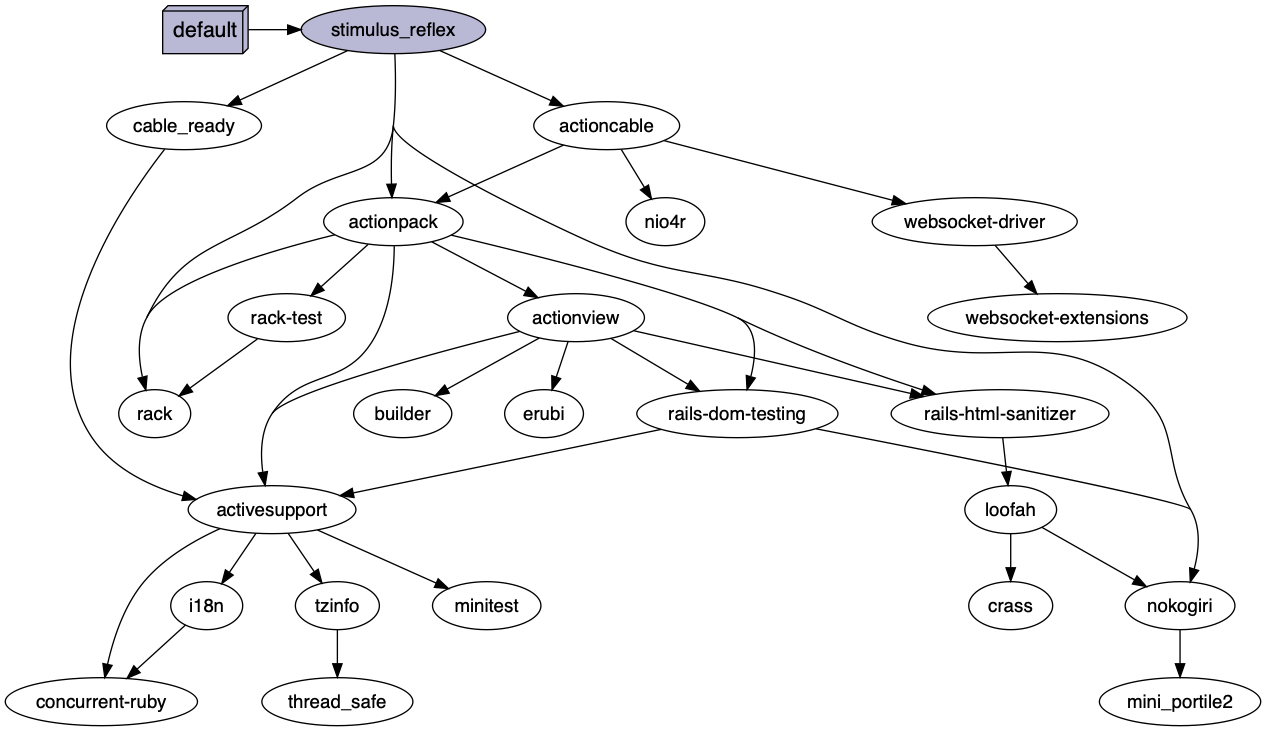 default
stimulus_reflex
cable_ready
actioncable
actionpack
nio4r
websocket-driver
rack-test
actionview
websocket-extensions
rack
builder
erubi
rails-dom-testing
rails-html-sanitizer
activesupport
loofah
i18n
tzinfo
minitest
crass
nokogiri
concurrent-ruby
thread_safe
mini_portile2